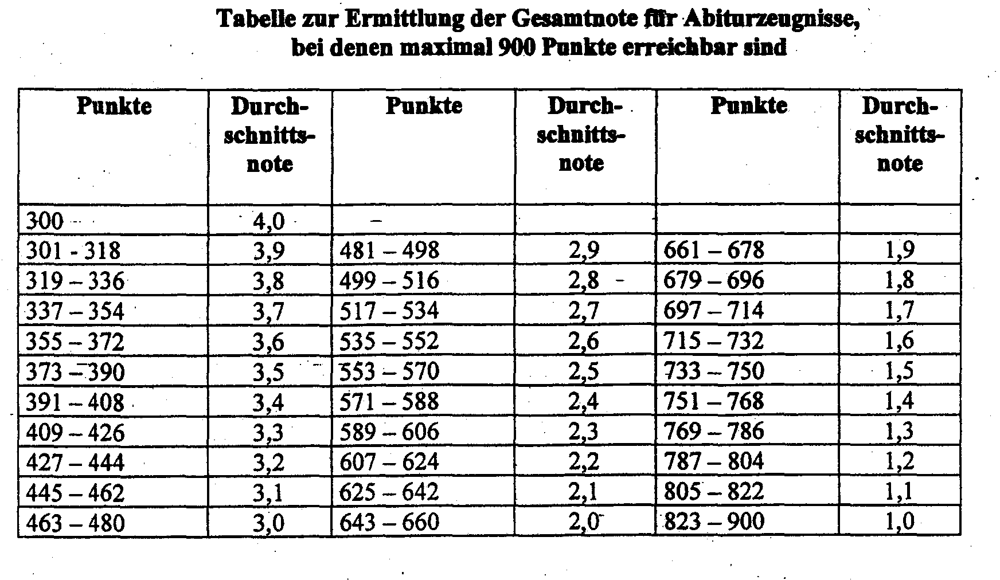 Tabelle zur Ermittlung der Gesamtnote für Abiturzeugnisse,
bei denen maximal 900 Punkte erreichbar sind
Punkte Durch- Punkte Durch- Punkte Durch-
schnitts- schnitts- schnitts-
note note note
300 4,0 –
301 - 318 3,9 481 – 498 2,9 661 – 678 1,9
319 – 336 3,8 499 – 516 2,8 679 – 696 1,8
337 – 354 3,7 517 – 534 2,7 697 – 714 1,7
355 – 372 3,6 535 – 552 2,6 715 – 732 1,6
373 – 390 3,5 553 – 570 2,5 733 – 750 1,5
391 – 408 3,4 571 – 588 2,4 751 – 768 1,4
409 – 426 3,3 589 – 606 2,3 769 – 786 1,3
427 – 444 3,2 607 – 624 2,2 787 – 804 1,2
445 – 462 3,1 625 – 642 2,1 805 – 822 1,1
463 – 480 3,0 643 – 660 2,0 823 – 900 1,0